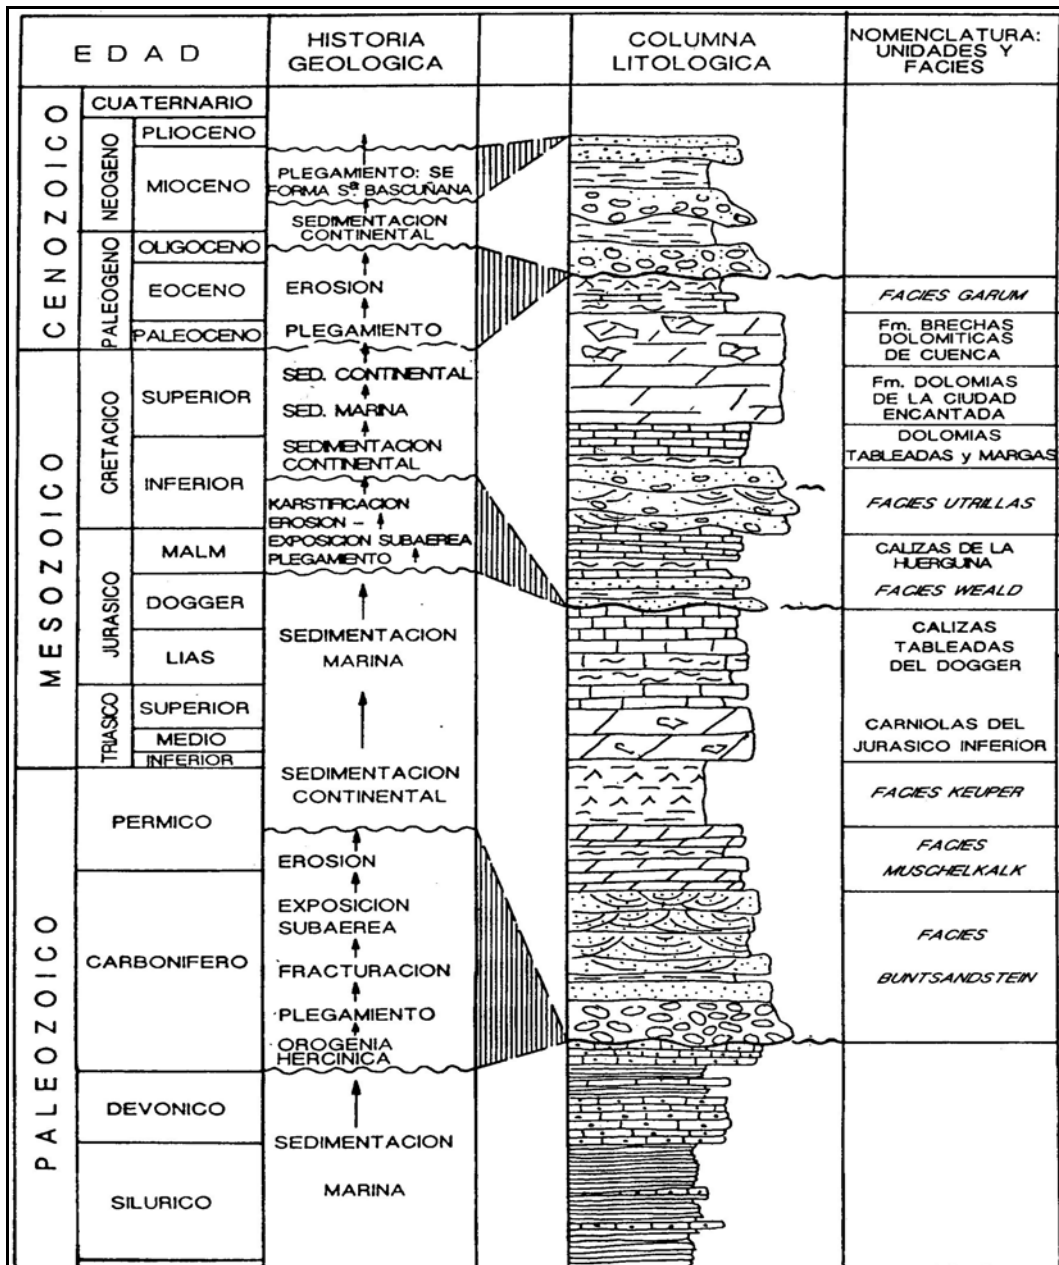 EDAD
HISTORIA
GEOLOGICA
COLUMNA
LITOLOGICA
NOMENCLATURA:
UNIDADES Y
FACIES
CENOZOICO
NEOGENO
PALEOGENO
CUATERNARIO
PLIOCENO
MIOCENO
OLIGOCENO
EOCENO
PALEOCENO
MESOZOICO
CRETACICO
SUPERIOR
INFERIOR
JURASICO
MALM
DOGGER
LIAS
TRIASICO
SUPERIOR
MEDIO
INFERIOR
PALEOZOICO
PERMICO
CARBONIFERO
DEVONICO
SILURICO
PLEGAMIENTO: SE
FORMA Sª. BASCUÑANA
SEDIMENTACION
CONTINENTAL
EROSION
PLEGAMIENTO
SED. CONTINENTAL
SED. MARINA
SEDIMENTACION
CONTINENTAL
KARSTIFICACION
EROSION –
EXPOSICION SUBAEREA
PLEGAMIENTO
SEDIMENTACION
MARINA
SEDIMENTACION
CONTINENTAL
EROSION
EXPOSICION
SUBAEREA
FRACTURACION
PLEGAMIENTO
OROGENIA
HERCINICA
SEDIMENTACION
MARINA
FACIES GARUM
Fm. BRECHAS
DOLOMITICAS
DE CUENCA
Fm. DOLOMIAS
DE LA CIUDAD
ENCANTADA
DOLOMIAS
TABLEADAS y MARGAS
FACIES UTRILLAS
CALIZAS DE LA
HUERGUINA
FACIES WEALD
CALIZAS
TABLEADAS
DEL DOGGER
CARNIOLAS DEL
JURASICO INFERIOR
FACIES KEUPER
FACIES
MUSCHELKALK
FACIES
BUNTSANDSTEIN